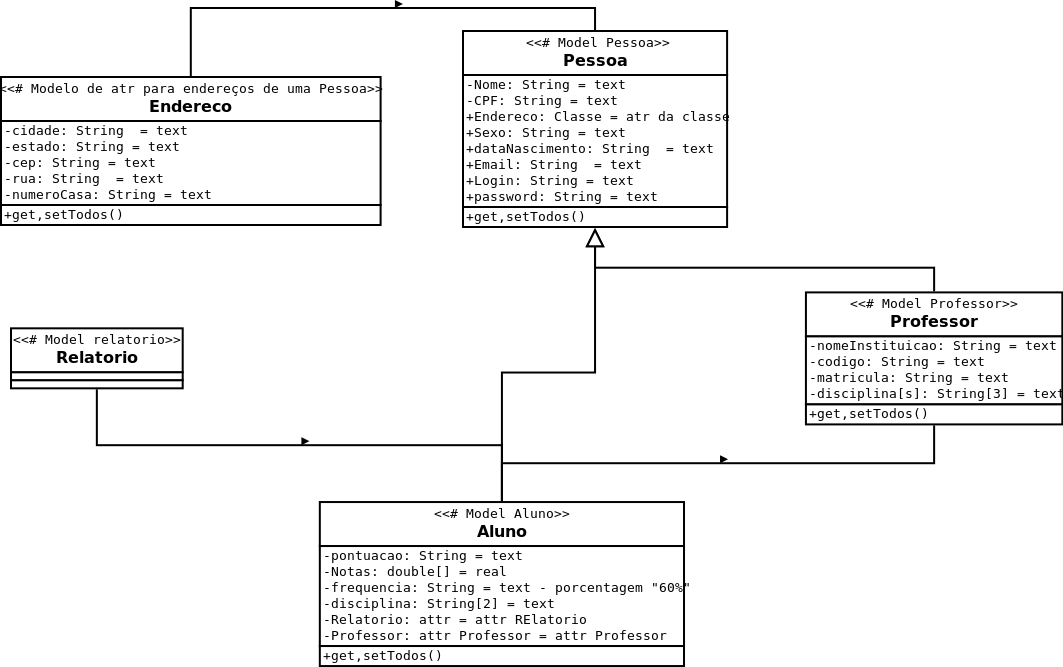 <<# Model Pessoa>>
Pessoa
-Nome: String = text
-CPF: String = text
+Endereco: Classe = atr da classe
+Sexo: String = text
+dataNascimento: String  = text
+Email: String  = text
+Login: String = text
+password: String = text
+get,setTodos()
<<# Modelo de atr para endereços de uma Pessoa>>
Endereco
-cidade: String  = text
-estado: String = text
-cep: String = text
-rua: String  = text
-numeroCasa: String = text
+get,setTodos()
<<# Model Professor>>
Professor
-nomeInstituicao: String = text
-codigo: String = text
-matricula: String = text
-disciplina[s]: String[3] = text
+get,setTodos()
<<# Model relatorio>>
Relatorio
<<# Model Aluno>>
Aluno
-pontuacao: String = text
-Notas: double[] = real
-frequencia: String = text - porcentagem "60%"
-disciplina: String[2] = text
-Relatorio: attr = attr RElatorio
-Professor: attr Professor = attr Professor
+get,setTodos()